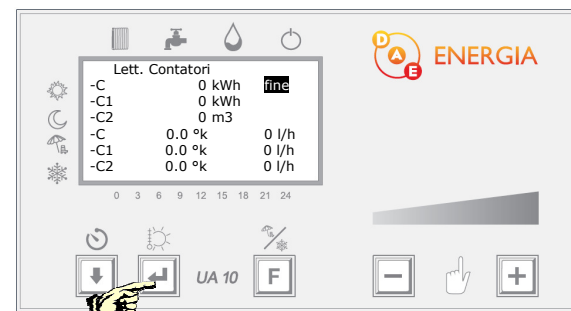 D A E ENERGIA
Lett. Contatori
-C 0 kWh fine
-C1 0 kWh
-C2 0 m3
-C 0.0 °k 0 l/h
-C1 0.0 °k 0 l/h
-C2 0.0 °k 0 l/h
0 3 6 9 12 15 18 21 24
UA 10 F